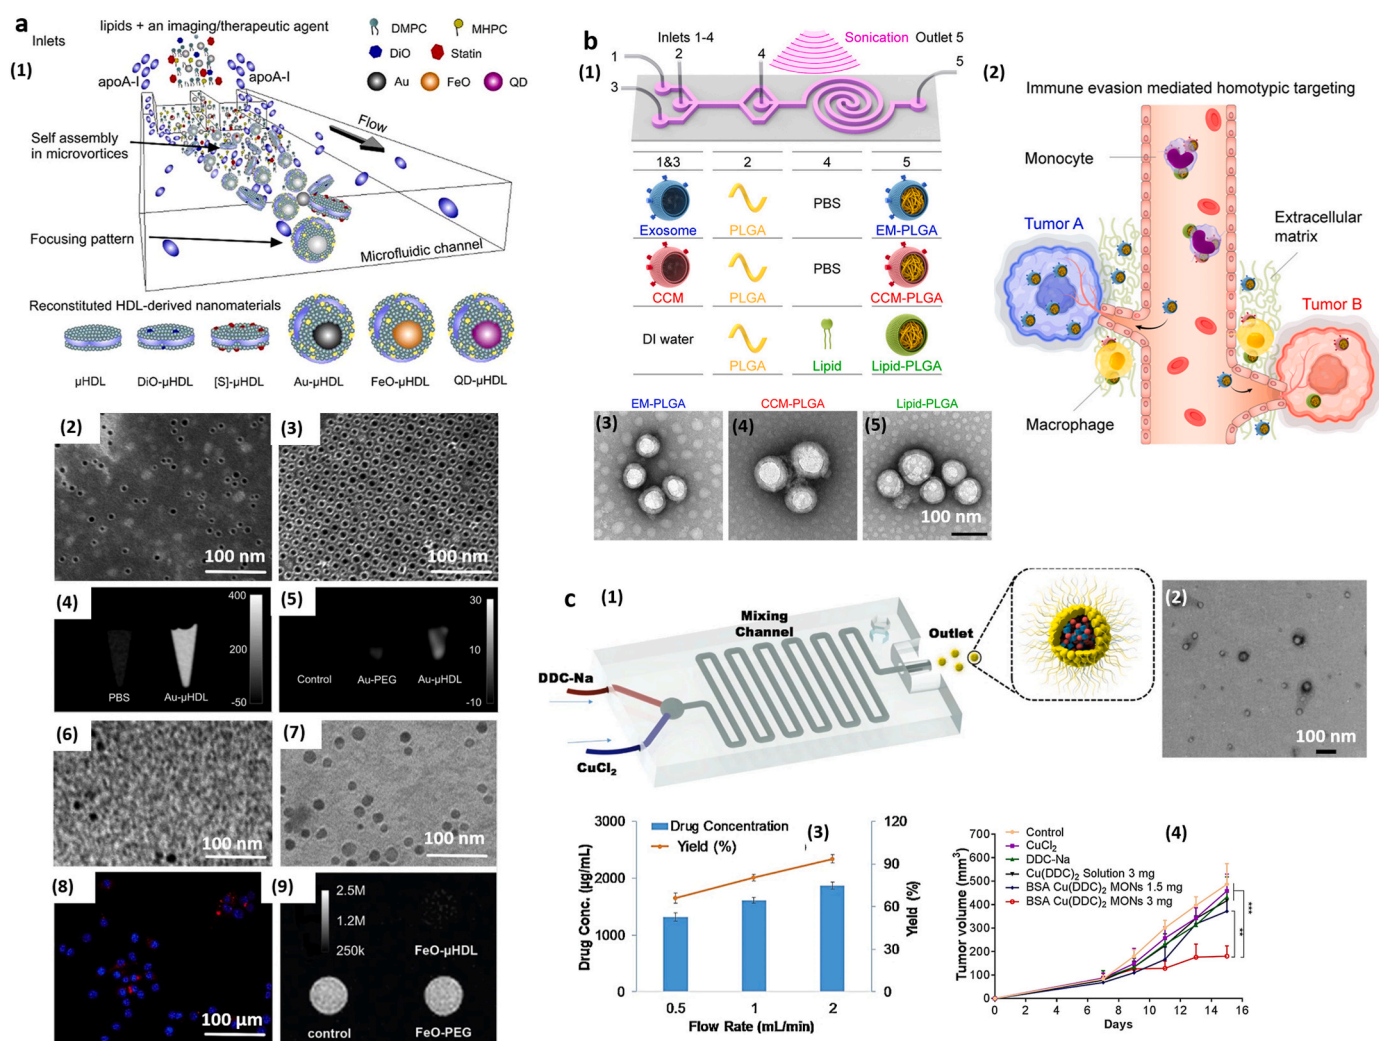 a
lipids + an imaging/therapeutic agent
Inlets
(1)
apoA-I
apoA-I
DMPC
MHPC
DiO
Statin
Au
FeO
QD
Self assembly
in microvortices
Flow
Focusing pattern
Microfluidic channel
Reconstituted HDL-derived nanomaterials
µHDL
DiO-µHDL
[S]-µHDL
Au-µHDL
FeO-µHDL
QD-µHDL
(2)
100 nm
(3)
100 nm
(4)
400
200
-50
PBS
Au-µHDL
(5)
30
10
-10
Control
Au-PEG
Au-µHDL
(6)
100 nm
(7)
100 nm
(8)
100 µm
(9)
2.5M
1.2M
250k
FeO-µHDL
control
FeO-PEG
b
(1)
Inlets 1-4
Sonication
Outlet 5
1
2
3
4
5
1&3
2
4
5
Exosome
PLGA
PBS
EM-PLGA
CCM
PLGA
PBS
CCM-PLGA
DI water
PLGA
Lipid
Lipid-PLGA
EM-PLGA
CCM-PLGA
Lipid-PLGA
(3)
(4)
(5)
100 nm
(2)
Immune evasion mediated homotypic targeting
Monocyte
Tumor A
Extracellular
matrix
Tumor B
Macrophage
c
(1)
Mixing
Channel
Outlet
DDC-Na
CuCl2
(2)
100 nm
(3)
Drug Concentration
Yield (%)
Drug Conc. (µg/mL)
3000
2000
1000
0
120
90
60
30
0
Yield (%)
0.5
1
2
Flow Rate (mL/min)
(4)
Control
CuCl2
DDC-Na
Cu(DDC)2 Solution 3 mg
BSA Cu(DDC)2 MONs 1.5 mg
BSA Cu(DDC)2 MONs 3 mg
Tumor volume (mm3)
700
600
500
400
300
200
100
0
0 2 4 6 8 10 12 14 16
Days
**
***